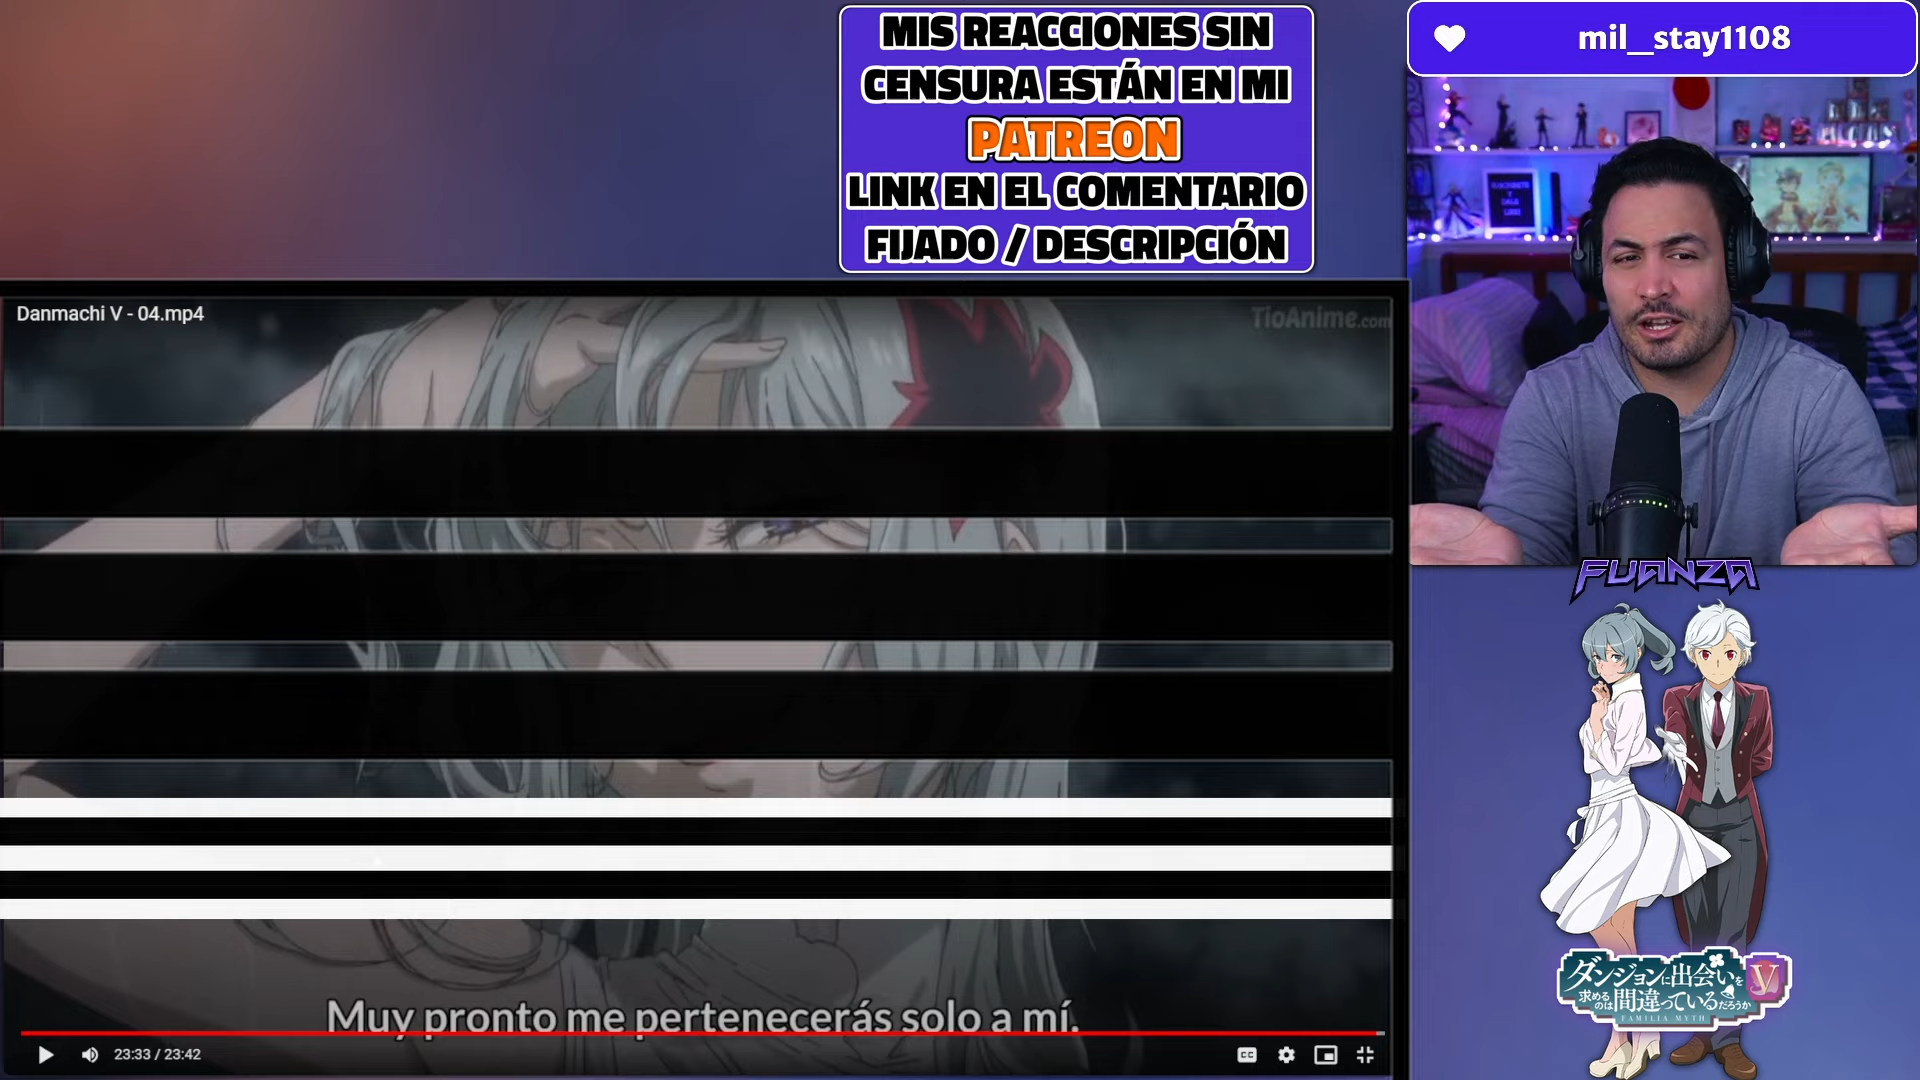 MIS REACCIONES SIN
CENSURA ESTÁN EN MI
PATREON
LINK EN EL COMENTARIO
FIJADO / DESCRIPCIÓN
mil__stay1108
Danmachi V - 04.mp4
TioAnime.com
FUANZA
Muy pronto me pertenecerás solo a mí.
23:33 / 23:42
CC
ダンジョンに出会いを
求めるのは間違っているだろうか
V
FAMILIA MYTH